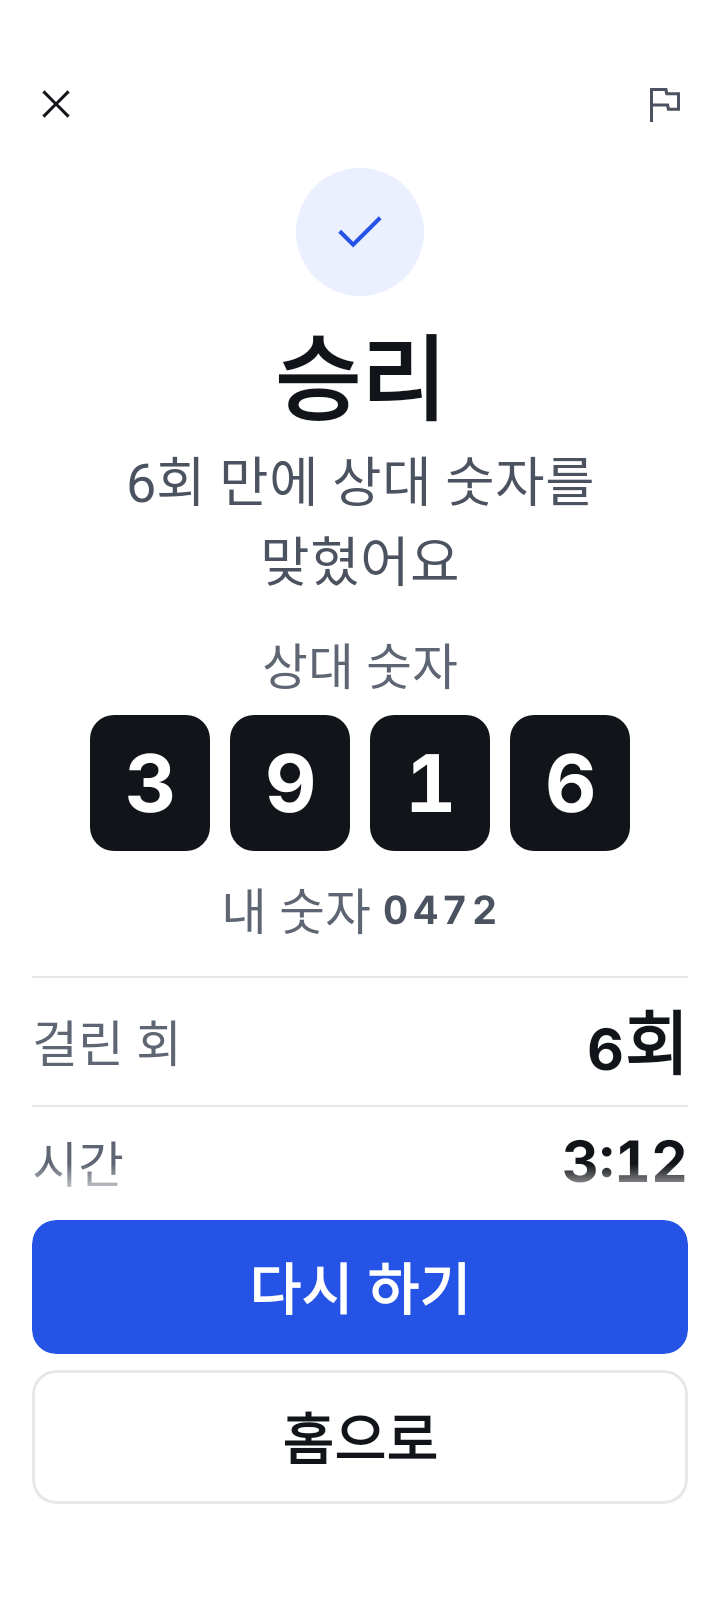 승리
6회 만에 상대 숫자를
맞혔어요
상대 숫자
3 9 1 6
내 숫자 0472
걸린 회 6회
시간 3:12
다시 하기
홈으로